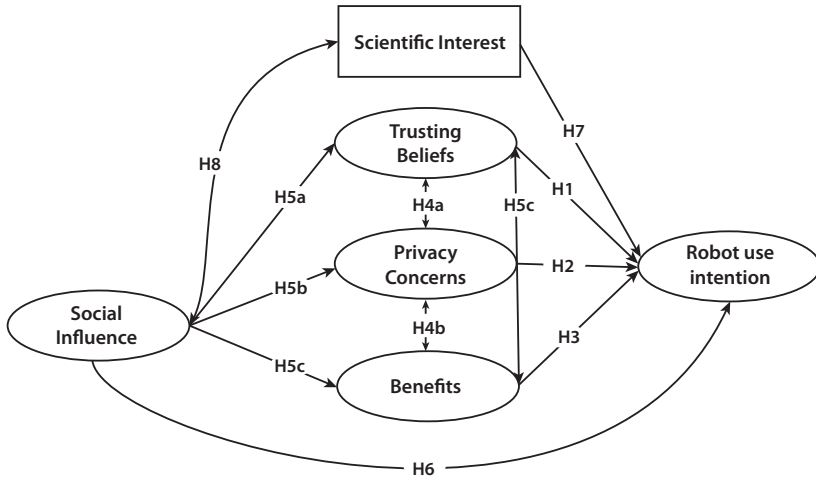 Scientific Interest
Trusting
Beliefs
H7
H8
H5a
H4a
H5c
H1
Privacy
Concerns
H2
Robot use
intention
H5b
Social
Influence
H4b
H3
H5c
Benefits
H6